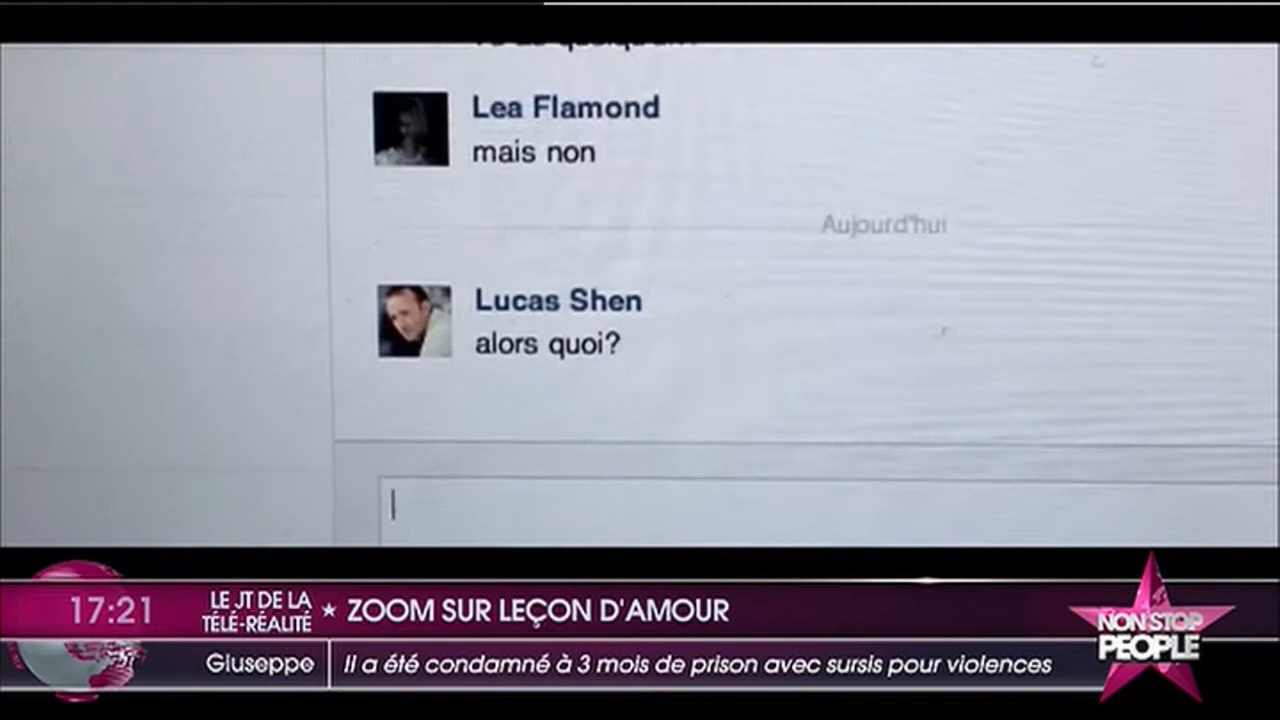 Lea Flamond
mais non
Aujourd'hui
Lucas Shen
alors quoi?
17:21
LE JT DE LA
TÉLÉ-RÉALITÉ
★ ZOOM SUR LEÇON D'AMOUR
NON STOP
PEOPLE
Giuseppe
Il a été condamné à 3 mois de prison avec sursis pour violences